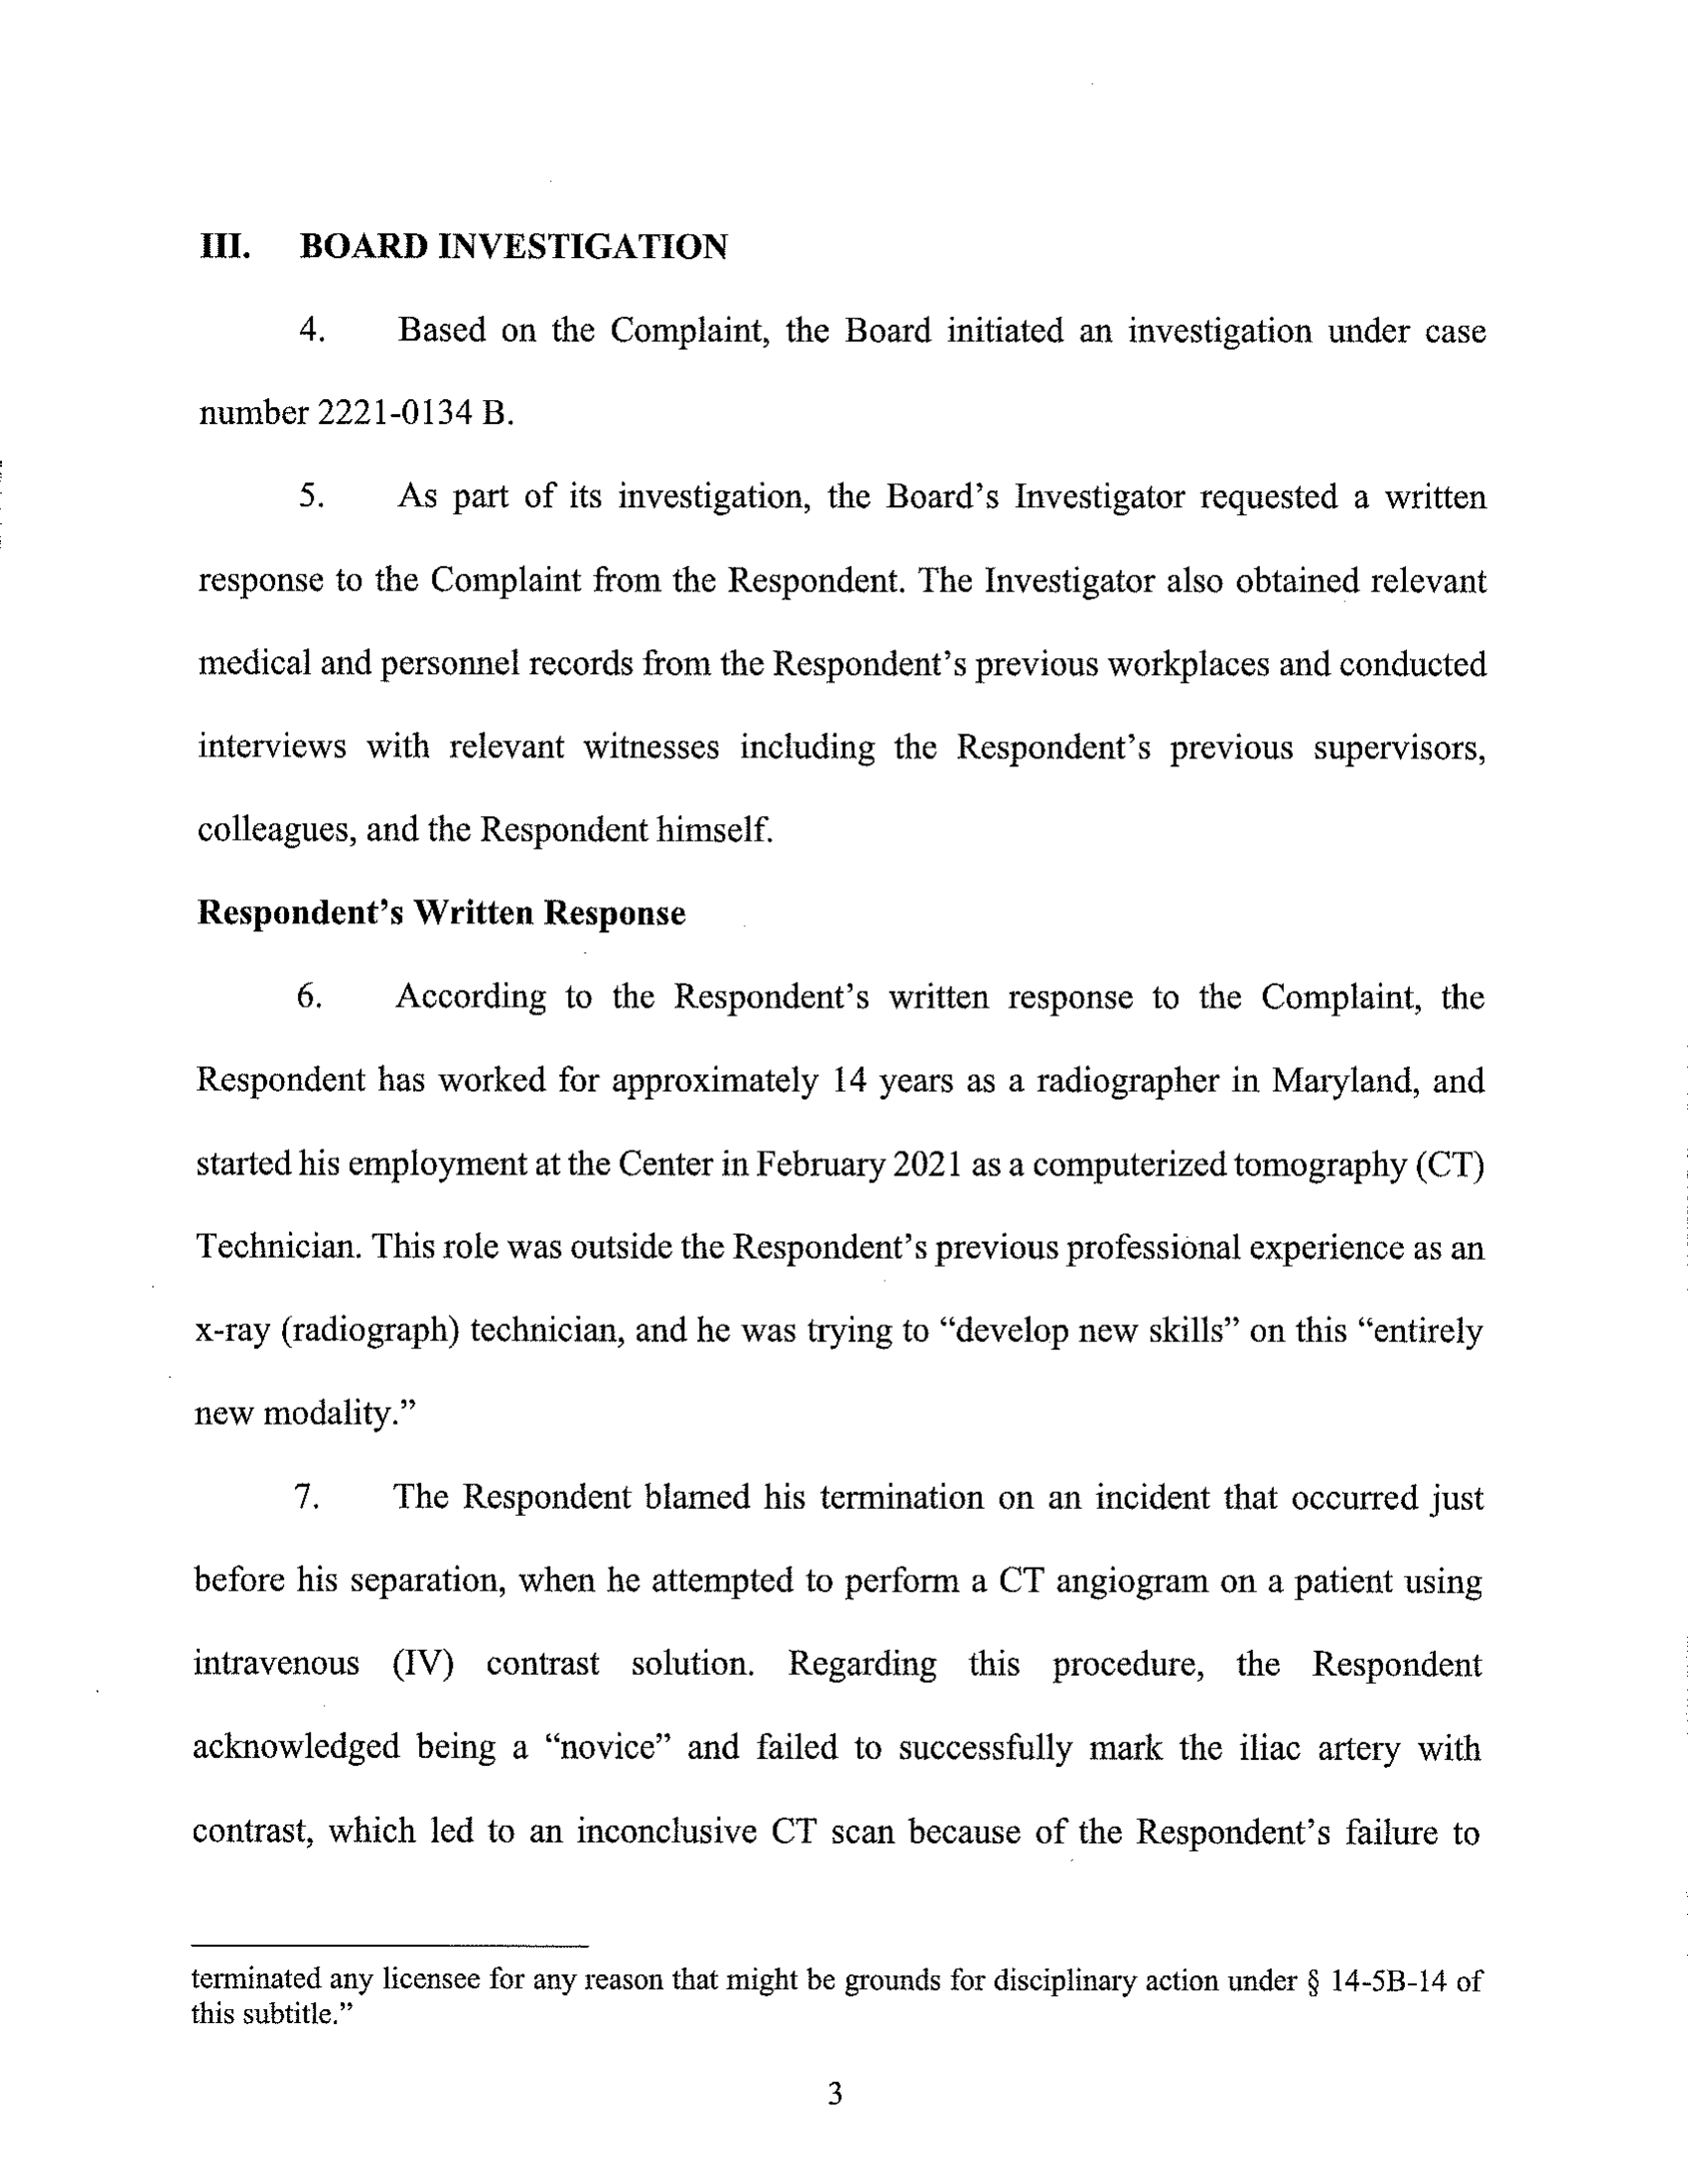 III. BOARD INVESTIGATION
4. Based on the Complaint, the Board initiated an investigation under case
number 2221-0134 B.
5. As part of its investigation, the Board's Investigator requested a written
response to the Complaint from the Respondent. The Investigator also obtained relevant
medical and personnel records from the Respondent's previous workplaces and conducted
interviews with relevant witnesses including the Respondent's previous supervisors,
colleagues, and the Respondent himself.
Respondent's Written Response
6. According to the Respondent's written response to the Complaint, the
Respondent has worked for approximately 14 years as a radiographer in Maryland, and
started his employment at the Center in February 2021 as a computerized tomography (CT)
Technician. This role was outside the Respondent's previous professional experience as an
x-ray (radiograph) technician, and he was trying to “develop new skills” on this “entirely
new modality.”
7. The Respondent blamed his termination on an incident that occurred just
before his separation, when he attempted to perform a CT angiogram on a patient using
intravenous (IV) contrast solution. Regarding this procedure, the Respondent
acknowledged being a “novice” and failed to successfully mark the iliac artery with
contrast, which led to an inconclusive CT scan because of the Respondent's failure to
terminated any licensee for any reason that might be grounds for disciplinary action under § 14-5B-14 of
this subtitle.”
3